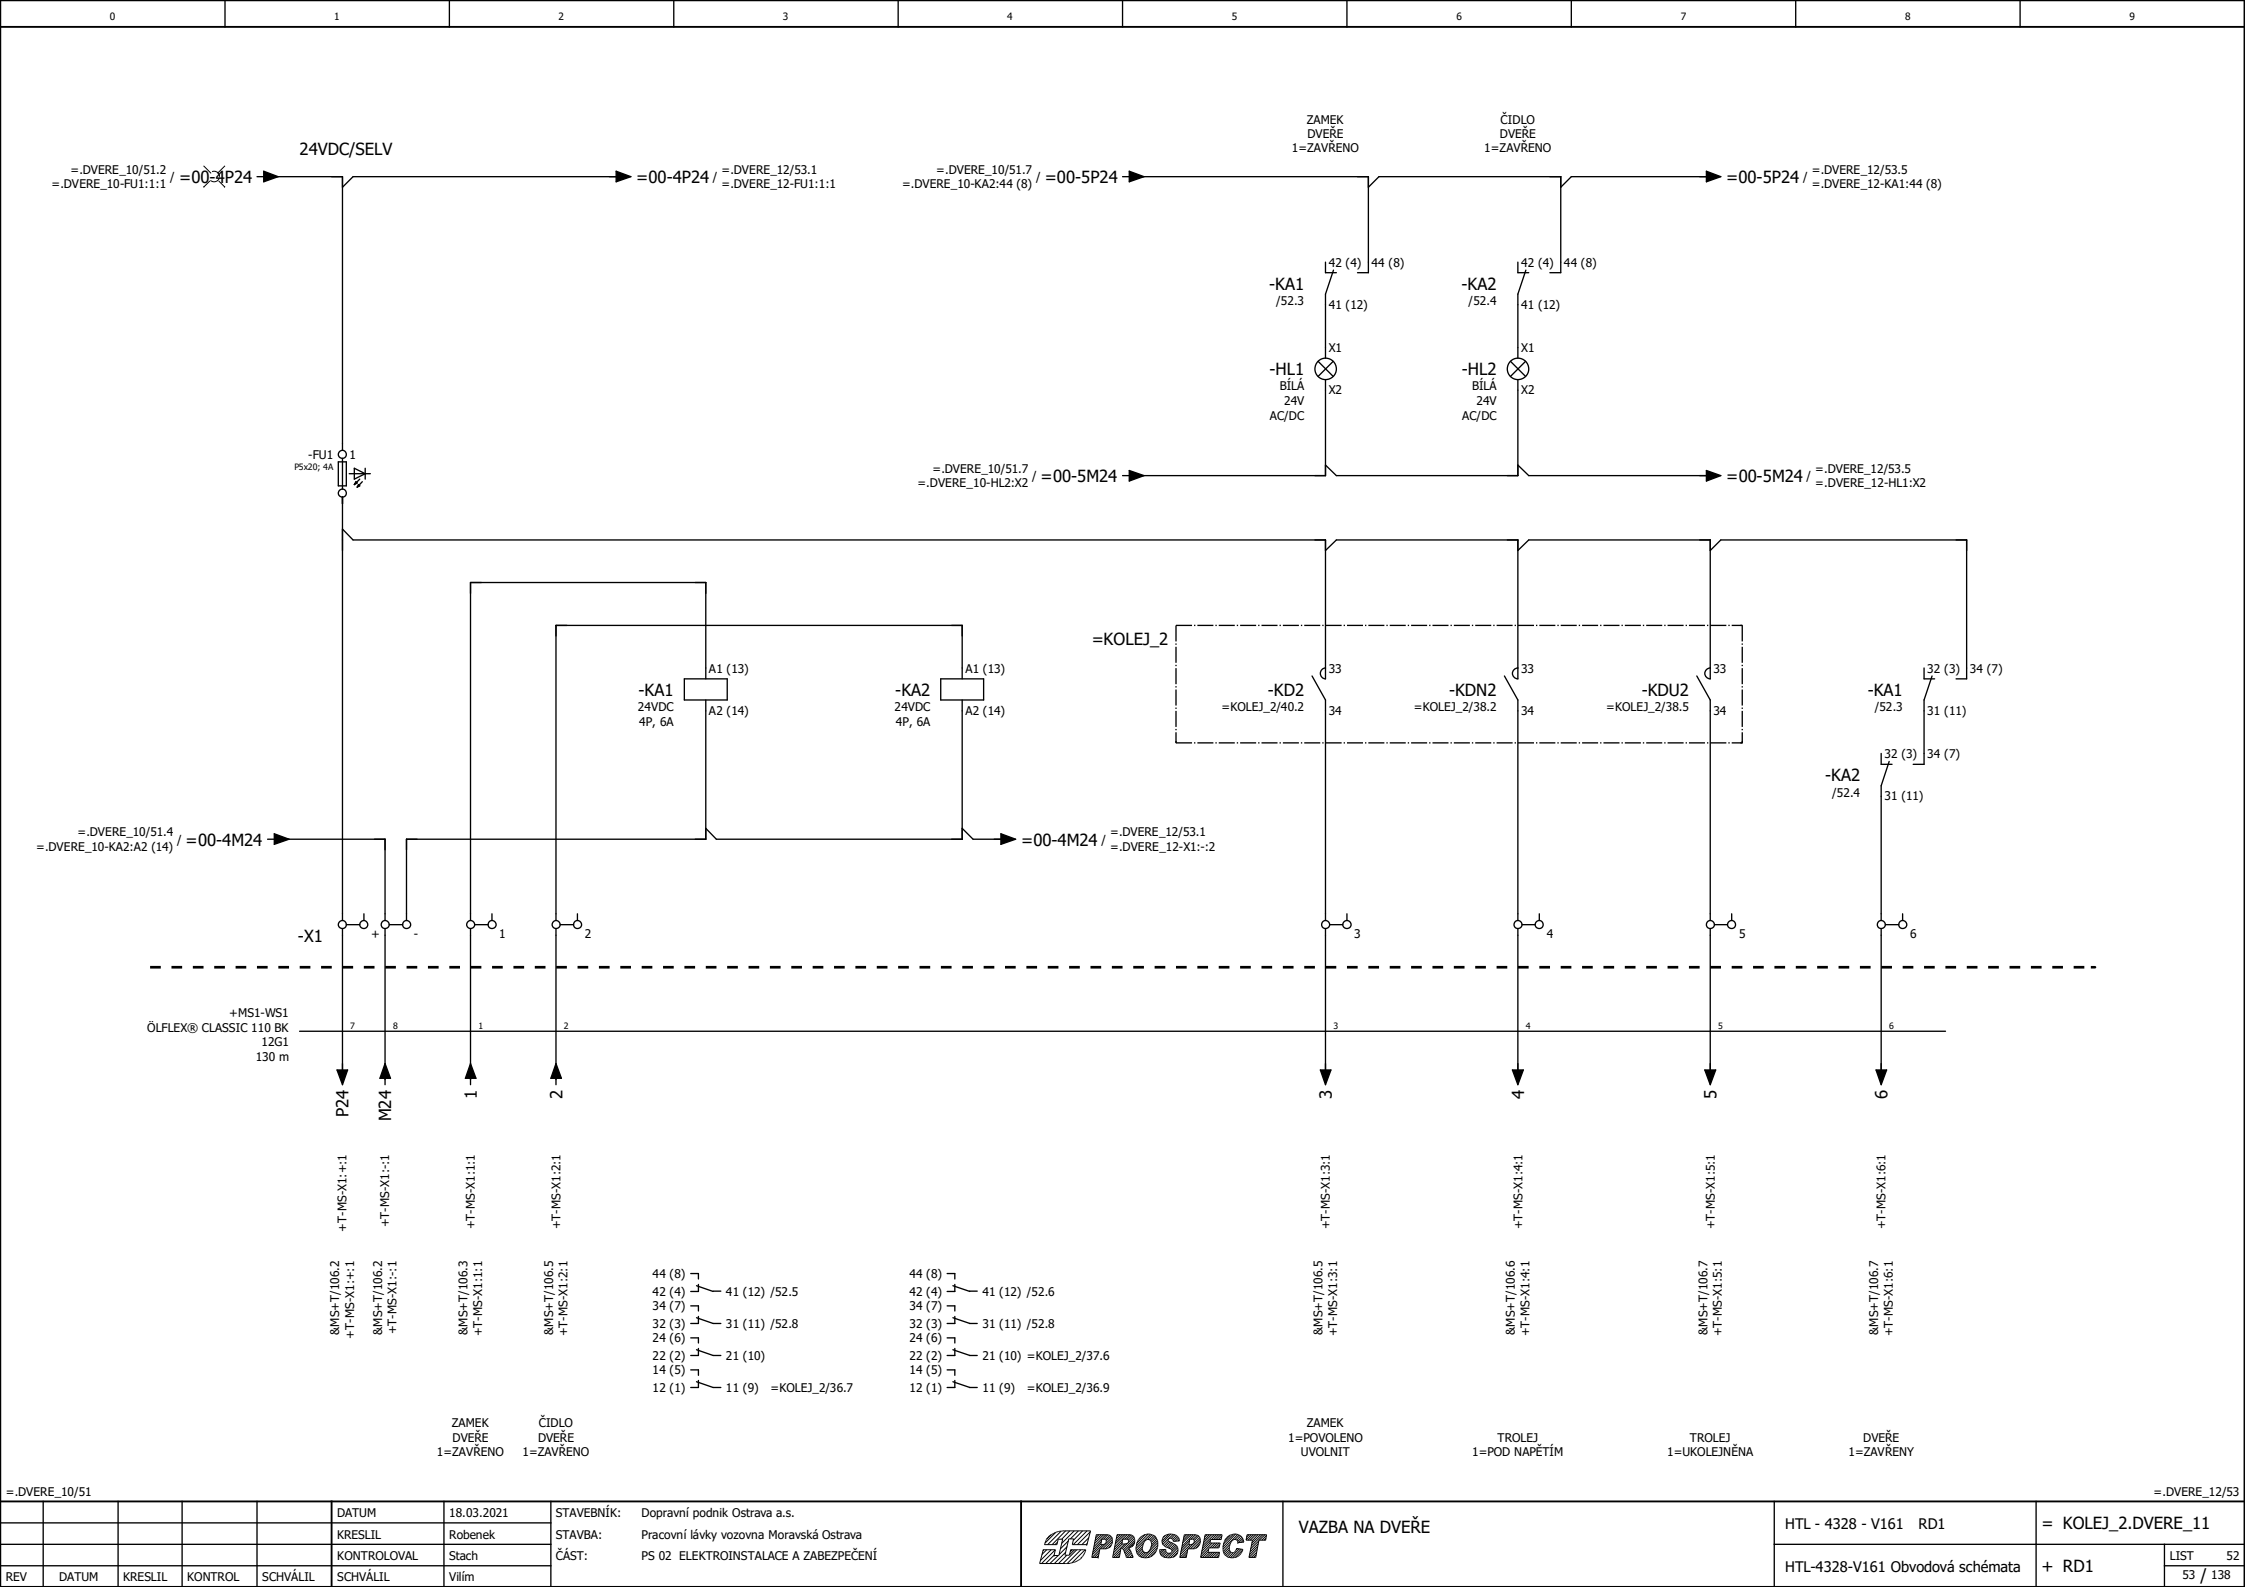 0 1 2 3 4 5 6 7 8 9
ZAMEK
DVEŘE
1=ZAVŘENO
ČIDLO
DVEŘE
1=ZAVŘENO
24VDC/SELV
=.DVERE_10/51.2
=.DVERE_10-FU1:1:1 / =00-4P24
=00-4P24 / =.DVERE_12/53.1
=.DVERE_12-FU1:1:1
=.DVERE_10/51.7
=.DVERE_10-KA2:44 (8) / =00-5P24
=00-5P24 / =.DVERE_12/53.5
=.DVERE_12-KA1:44 (8)
42 (4) 44 (8)
-KA1
/52.3
41 (12)
42 (4) 44 (8)
-KA2
/52.4
41 (12)
X1
-HL1
BÍLÁ
24V
AC/DC
X2
X1
-HL2
BÍLÁ
24V
AC/DC
X2
-FU1 1
P5x20; 4A
=.DVERE_10/51.7
=.DVERE_10-HL2:X2 / =00-5M24
=00-5M24 / =.DVERE_12/53.5
=.DVERE_12-HL1:X2
=KOLEJ_2
A1 (13)
-KA1
24VDC
4P, 6A
A2 (14)
A1 (13)
-KA2
24VDC
4P, 6A
A2 (14)
33
-KD2
=KOLEJ_2/40.2
34
33
-KDN2
=KOLEJ_2/38.2
34
33
-KDU2
=KOLEJ_2/38.5
34
32 (3) 34 (7)
-KA1
/52.3
31 (11)
32 (3) 34 (7)
-KA2
/52.4
31 (11)
=.DVERE_10/51.4
=.DVERE_10-KA2:A2 (14) / =00-4M24
=00-4M24 / =.DVERE_12/53.1
=.DVERE_12-X1:-:2
-X1 + - 1 2 3 4 5 6
+MS1-WS1
ÖLFLEX® CLASSIC 110 BK
12G1
130 m
7 8 1 2 3 4 5 6
P24 M24 1 2 3 4 5 6
+T-MS-X1:+:1
+T-MS-X1:-:1
+T-MS-X1:1:1
+T-MS-X1:2:1
+T-MS-X1:3:1
+T-MS-X1:4:1
+T-MS-X1:5:1
+T-MS-X1:6:1
&MS+T/106.2
+T-MS-X1:+:1
&MS+T/106.2
+T-MS-X1:-:1
&MS+T/106.3
+T-MS-X1:1:1
&MS+T/106.5
+T-MS-X1:2:1
&MS+T/106.5
+T-MS-X1:3:1
&MS+T/106.6
+T-MS-X1:4:1
&MS+T/106.7
+T-MS-X1:5:1
&MS+T/106.7
+T-MS-X1:6:1
44 (8)
42 (4) 41 (12) /52.5
34 (7)
32 (3) 31 (11) /52.8
24 (6)
22 (2) 21 (10)
14 (5)
12 (1) 11 (9) =KOLEJ_2/36.7
44 (8)
42 (4) 41 (12) /52.6
34 (7)
32 (3) 31 (11) /52.8
24 (6)
22 (2) 21 (10) =KOLEJ_2/37.6
14 (5)
12 (1) 11 (9) =KOLEJ_2/36.9
ZAMEK
DVEŘE
1=ZAVŘENO
ČIDLO
DVEŘE
1=ZAVŘENO
ZAMEK
1=POVOLENO
UVOLNIT
TROLEJ
1=POD NAPĚTÍM
TROLEJ
1=UKOLEJNĚNA
DVEŘE
1=ZAVŘENY
=.DVERE_10/51
=.DVERE_12/53
DATUM 18.03.2021
KRESLIL Robenek
KONTROLOVAL Stach
REV DATUM KRESLIL KONTROL SCHVÁLIL SCHVÁLIL Vilím
STAVEBNÍK: Dopravní podnik Ostrava a.s.
STAVBA: Pracovní lávky vozovna Moravská Ostrava
ČÁST: PS 02 ELEKTROINSTALACE A ZABEZPEČENÍ
PROSPECT
VAZBA NA DVEŘE
HTL - 4328 - V161 RD1
HTL-4328-V161 Obvodová schémata
= KOLEJ_2.DVERE_11
+ RD1
LIST 52
53 / 138